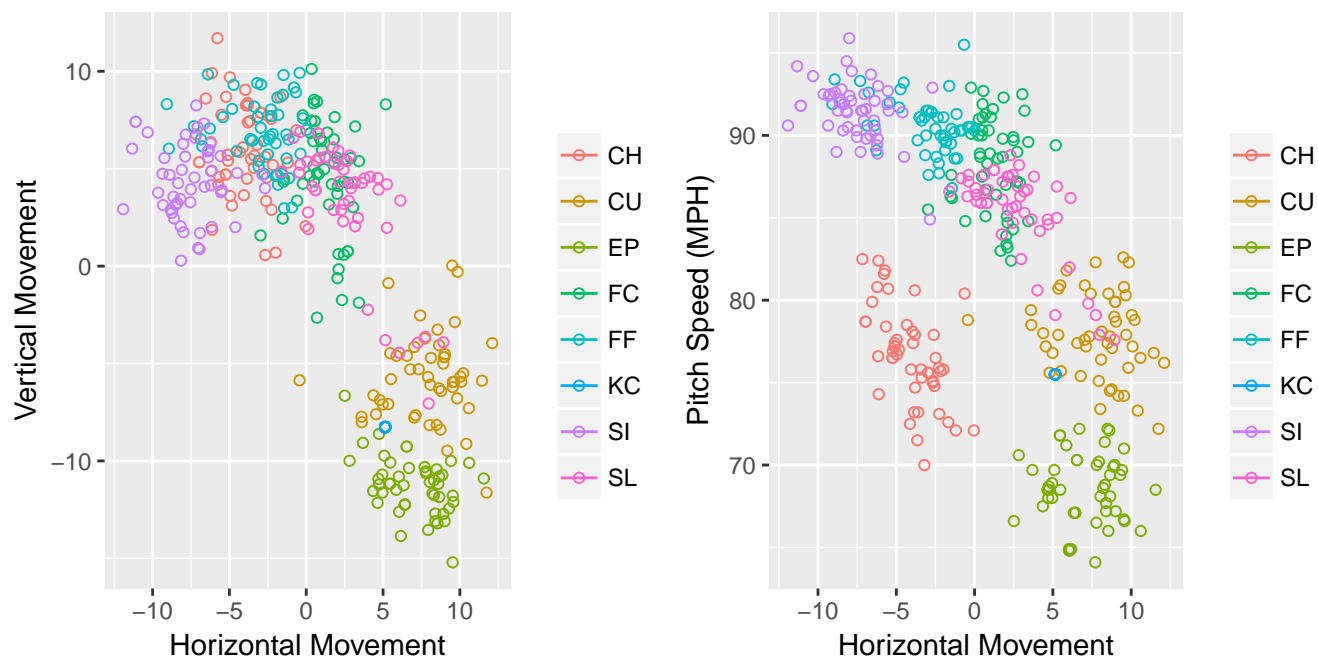 10
0
−10
−10
−5
0
5
10
Vertical Movement
Horizontal Movement
CH
CU
EP
FC
FF
KC
SI
SL
90
80
70
−10
−5
0
5
10
Pitch Speed (MPH)
Horizontal Movement
CH
CU
EP
FC
FF
KC
SI
SL